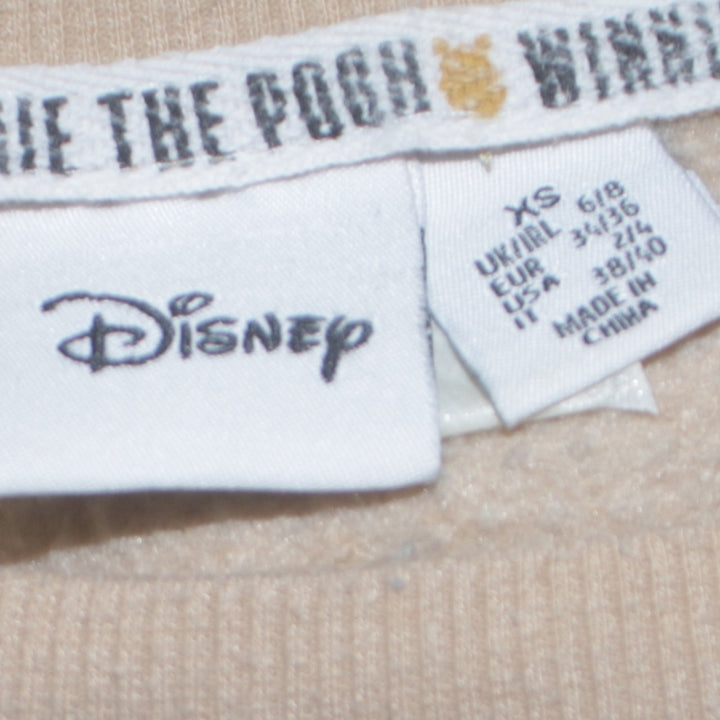 THE POOH
DISNEY
XS
UK/IRL 6/8
EUR 34/36
USA 2/4
IT 38/40
MADE IN
CHINA